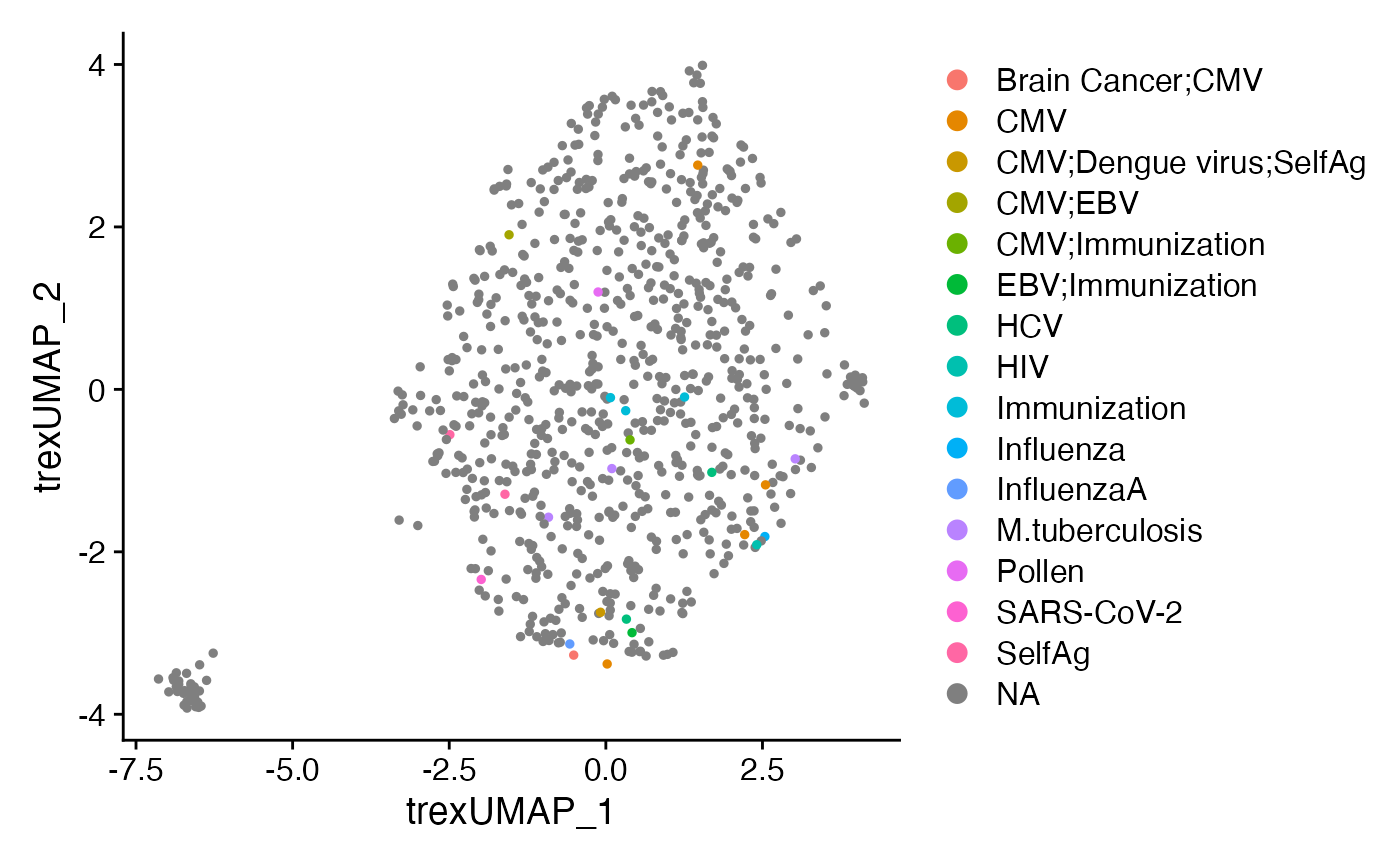 4
2
0
-2
-4
trexUMAP_2
-7.5
-5.0
-2.5
0.0
2.5
trexUMAP_1
Brain Cancer;CMV
CMV
CMV;Dengue virus;SelfAg
CMV;EBV
CMV;Immunization
EBV;Immunization
HCV
HIV
Immunization
Influenza
InfluenzaA
M.tuberculosis
Pollen
SARS-CoV-2
SelfAg
NA